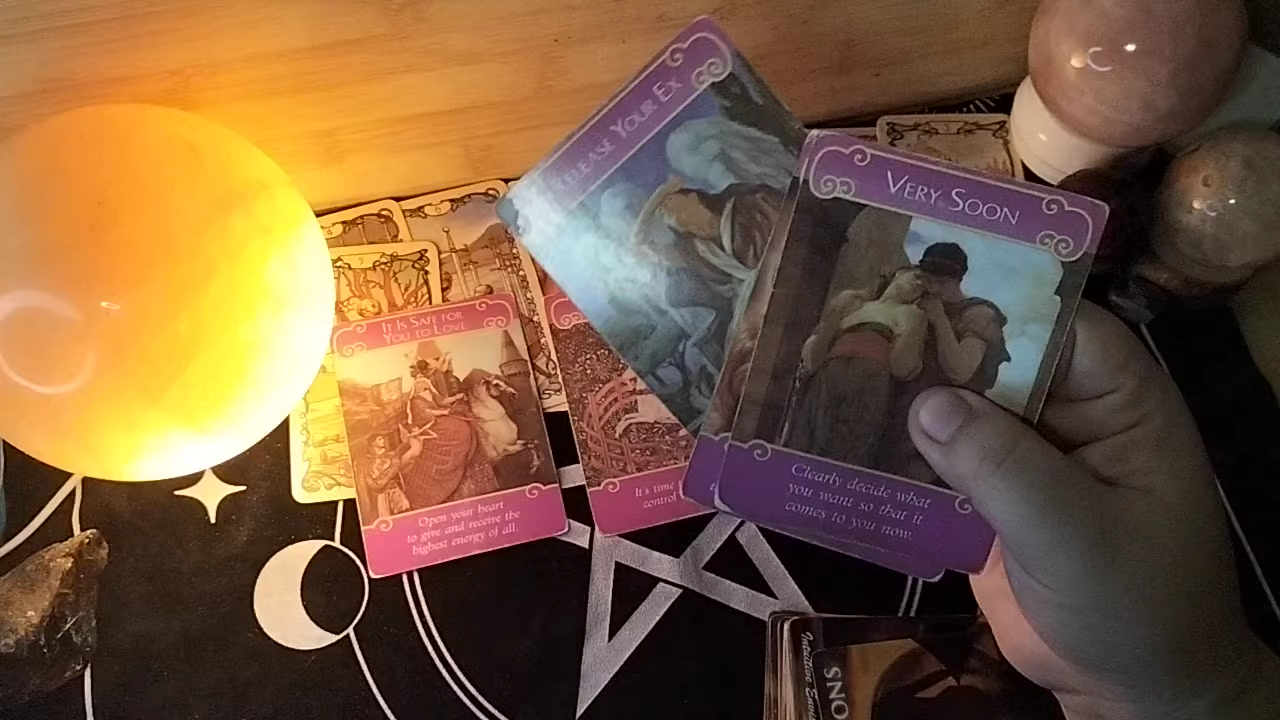 RELEASE YOUR EX
VERY SOON
Clearly decide what
you want so that it
comes to you now.
IT IS SAFE FOR
YOU TO LOVE
Open your heart
to give and receive the
highest energy of all.
It's time
control
Intuitive
SNO